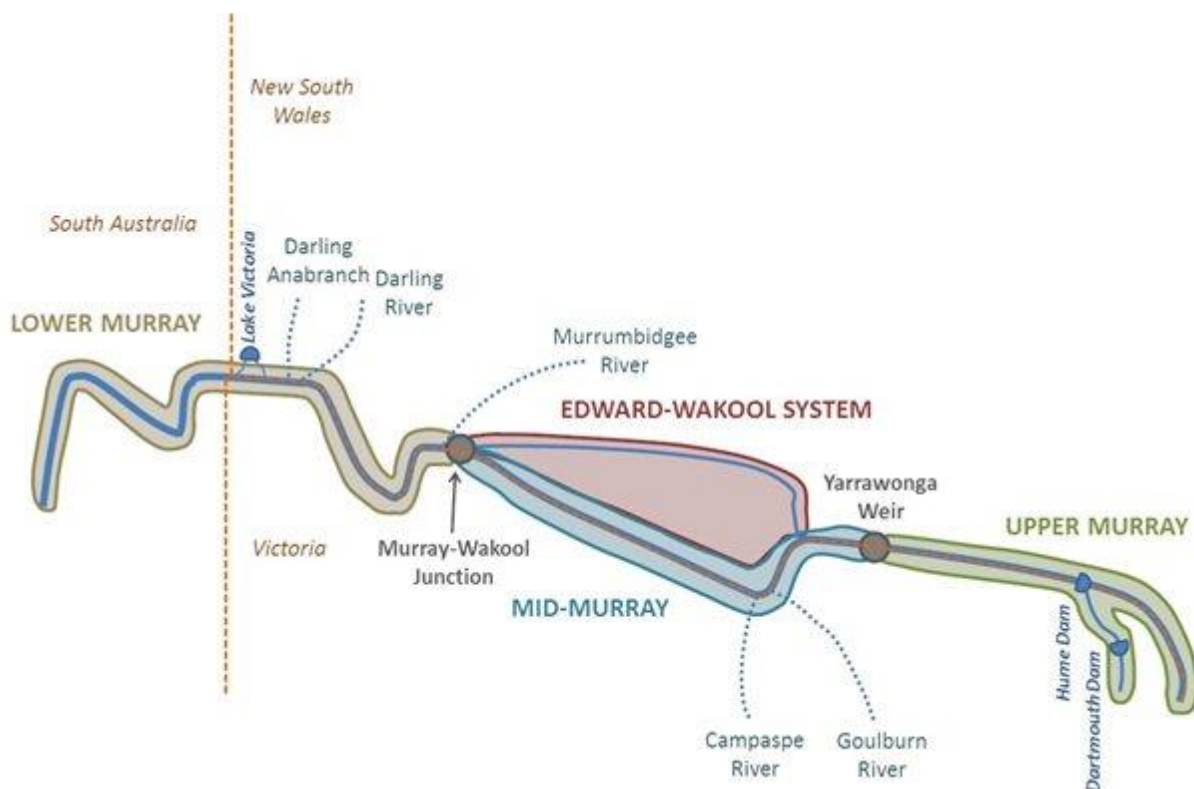 New South
Wales
South Australia
Lake Victoria
Darling
Anabranch
Darling
River
LOWER MURRAY
Murrumbidgee
River
EDWARD-WAKOOL SYSTEM
Yarrawonga
Weir
UPPER MURRAY
Victoria
Murray-Wakool
Junction
MID-MURRAY
Hume Dam
Dartmouth Dam
Campaspe
River
Goulburn
River